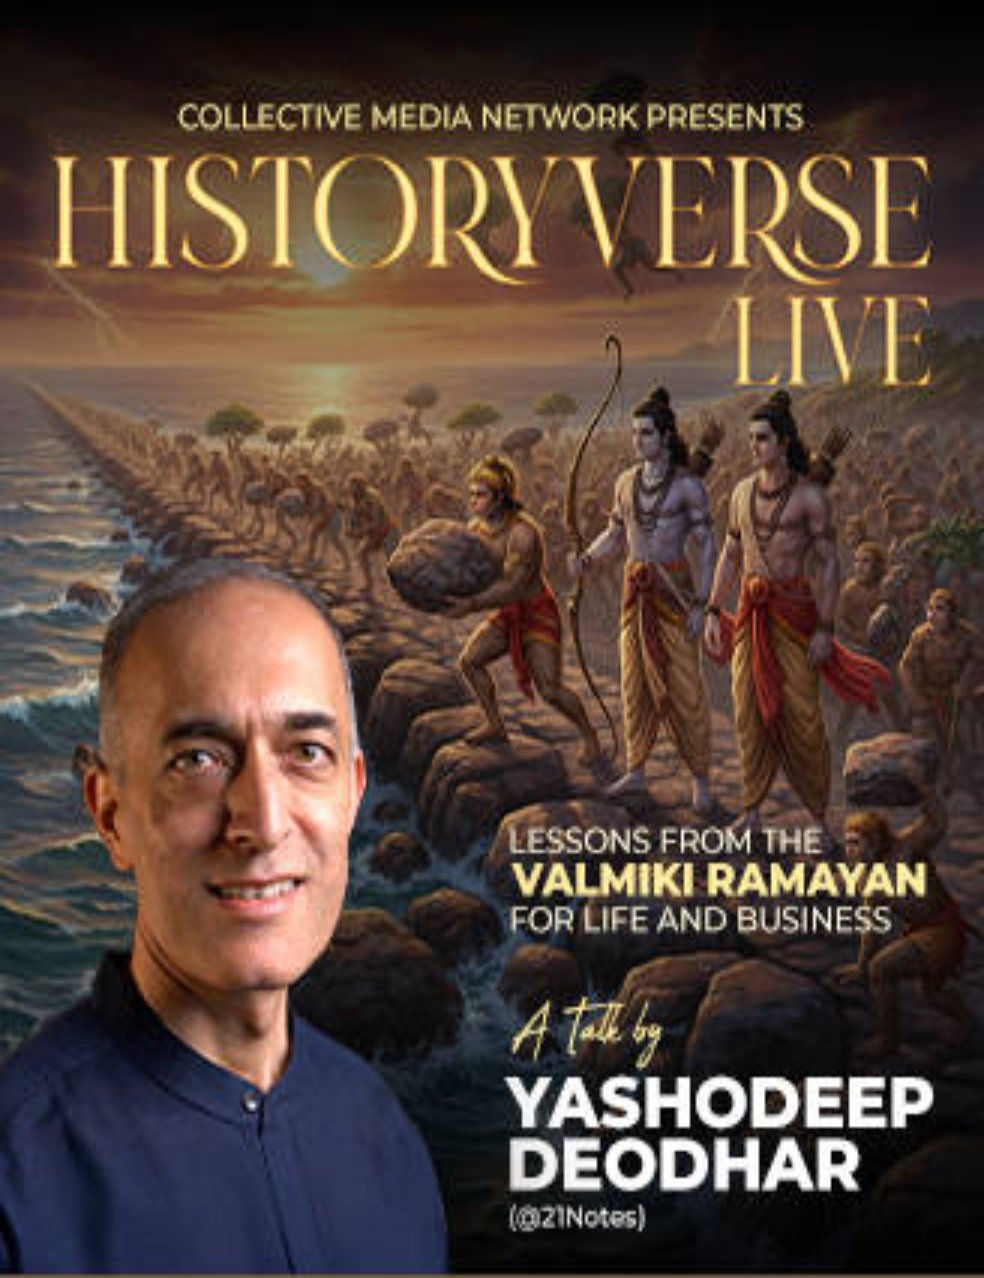 COLLECTIVE MEDIA NETWORK PRESENTS
HISTORYVERSE
LIVE
LESSONS FROM THE
VALMIKI RAMAYAN
FOR LIFE AND BUSINESS
A Talk by
YASHODEEP
DEODHAR
(@21Notes)